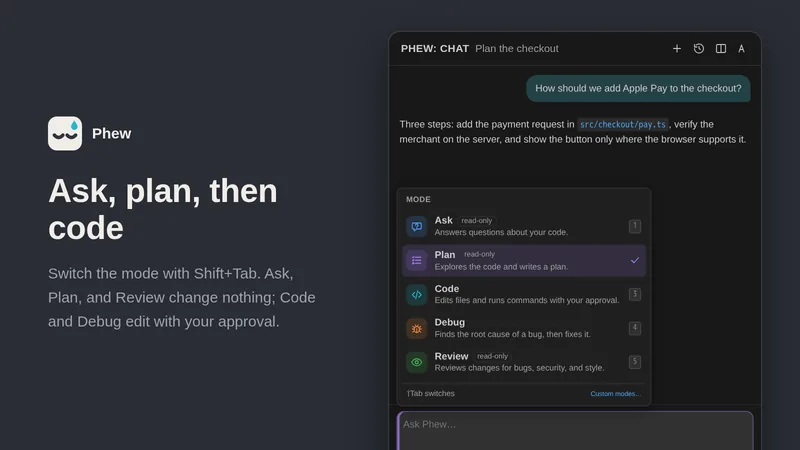 Phew
Ask, plan, then
code
Switch the mode with Shift+Tab. Ask,
Plan, and Review change nothing; Code
and Debug edit with your approval.
PHEW: CHAT Plan the checkout
How should we add Apple Pay to the checkout?
Three steps: add the payment request in src/checkout/pay.ts, verify the
merchant on the server, and show the button only where the browser supports it.
MODE
Ask read-only 1
Answers questions about your code.
Plan read-only
Explores the code and writes a plan.
Code 3
Edits files and runs commands with your approval.
Debug 4
Finds the root cause of a bug, then fixes it.
Review read-only 5
Reviews changes for bugs, security, and style.
Tab switches Custom modes…
Ask Phew…